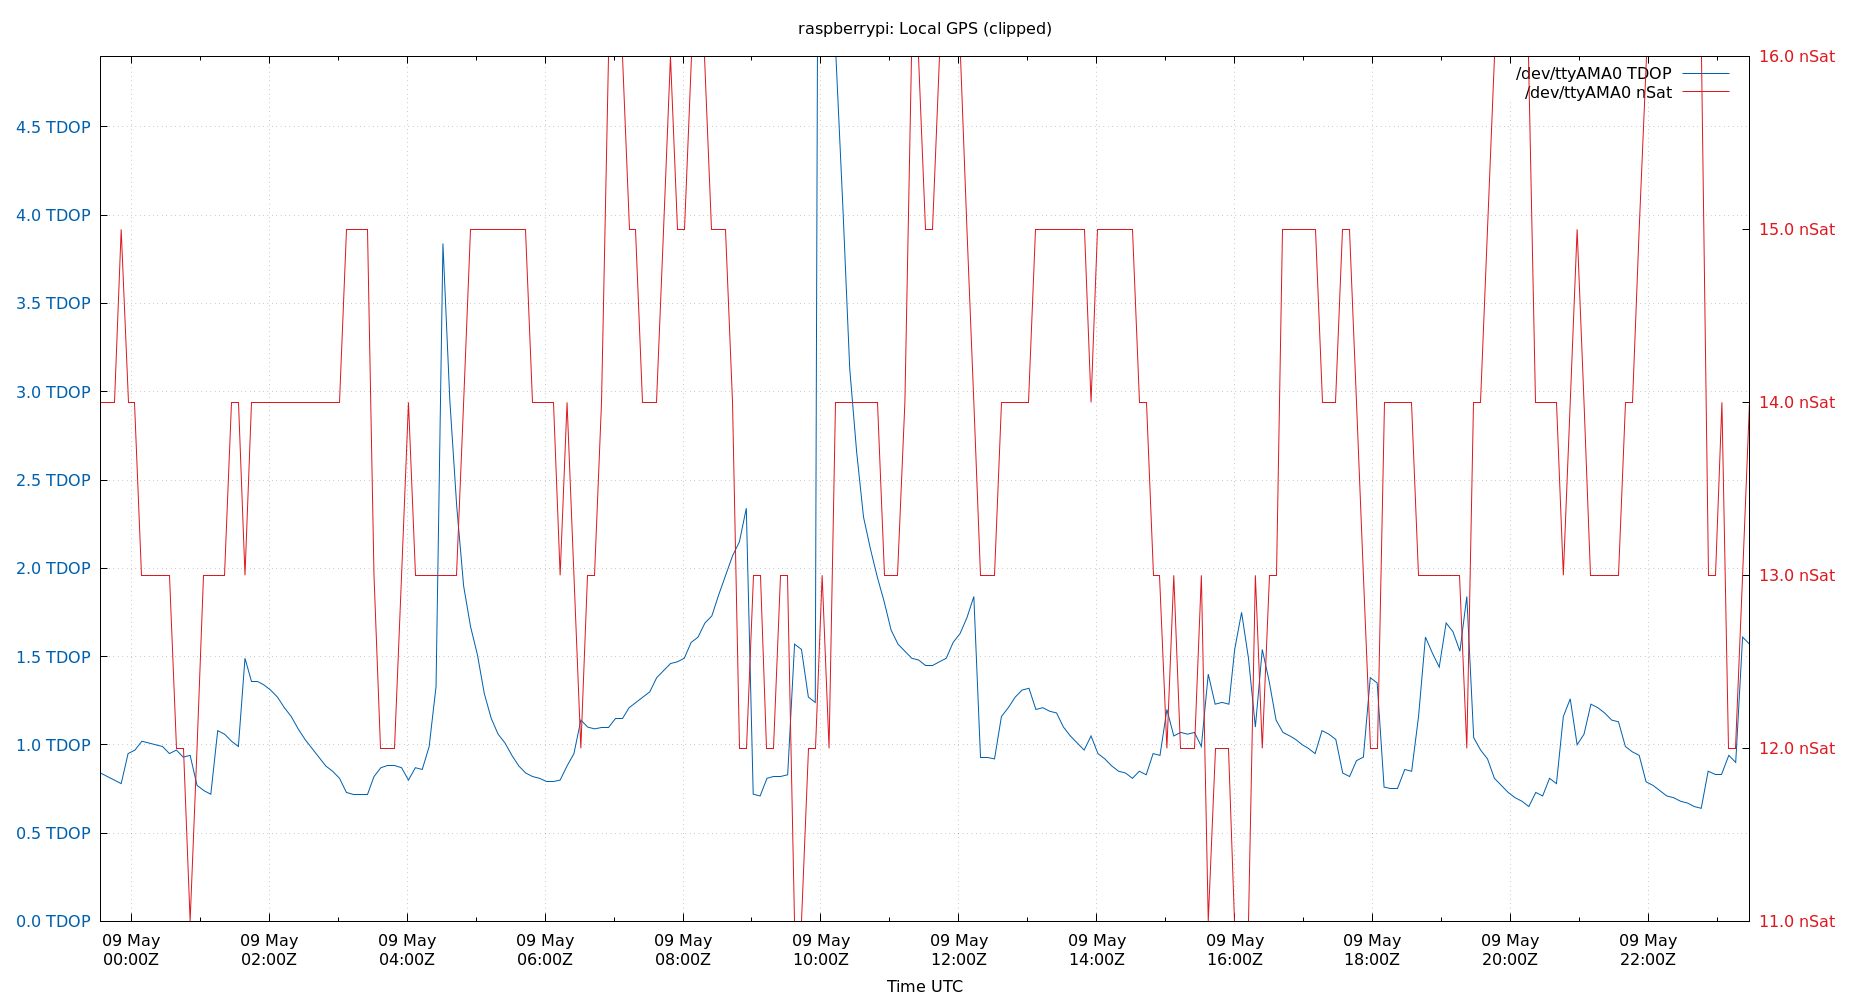 raspberrypi: Local GPS (clipped)
16.0 nSat
/dev/ttyAMA0 TDOP
/dev/ttyAMA0 nSat
4.5 TDOP
4.0 TDOP
15.0 nSat
3.5 TDOP
3.0 TDOP
14.0 nSat
2.5 TDOP
2.0 TDOP
13.0 nSat
1.5 TDOP
1.0 TDOP
12.0 nSat
0.5 TDOP
0.0 TDOP
11.0 nSat
09 May 09 May 09 May 09 May 09 May 09 May 09 May 09 May 09 May 09 May 09 May 09 May
00:00Z 02:00Z 04:00Z 06:00Z 08:00Z 10:00Z 12:00Z 14:00Z 16:00Z 18:00Z 20:00Z 22:00Z
Time UTC